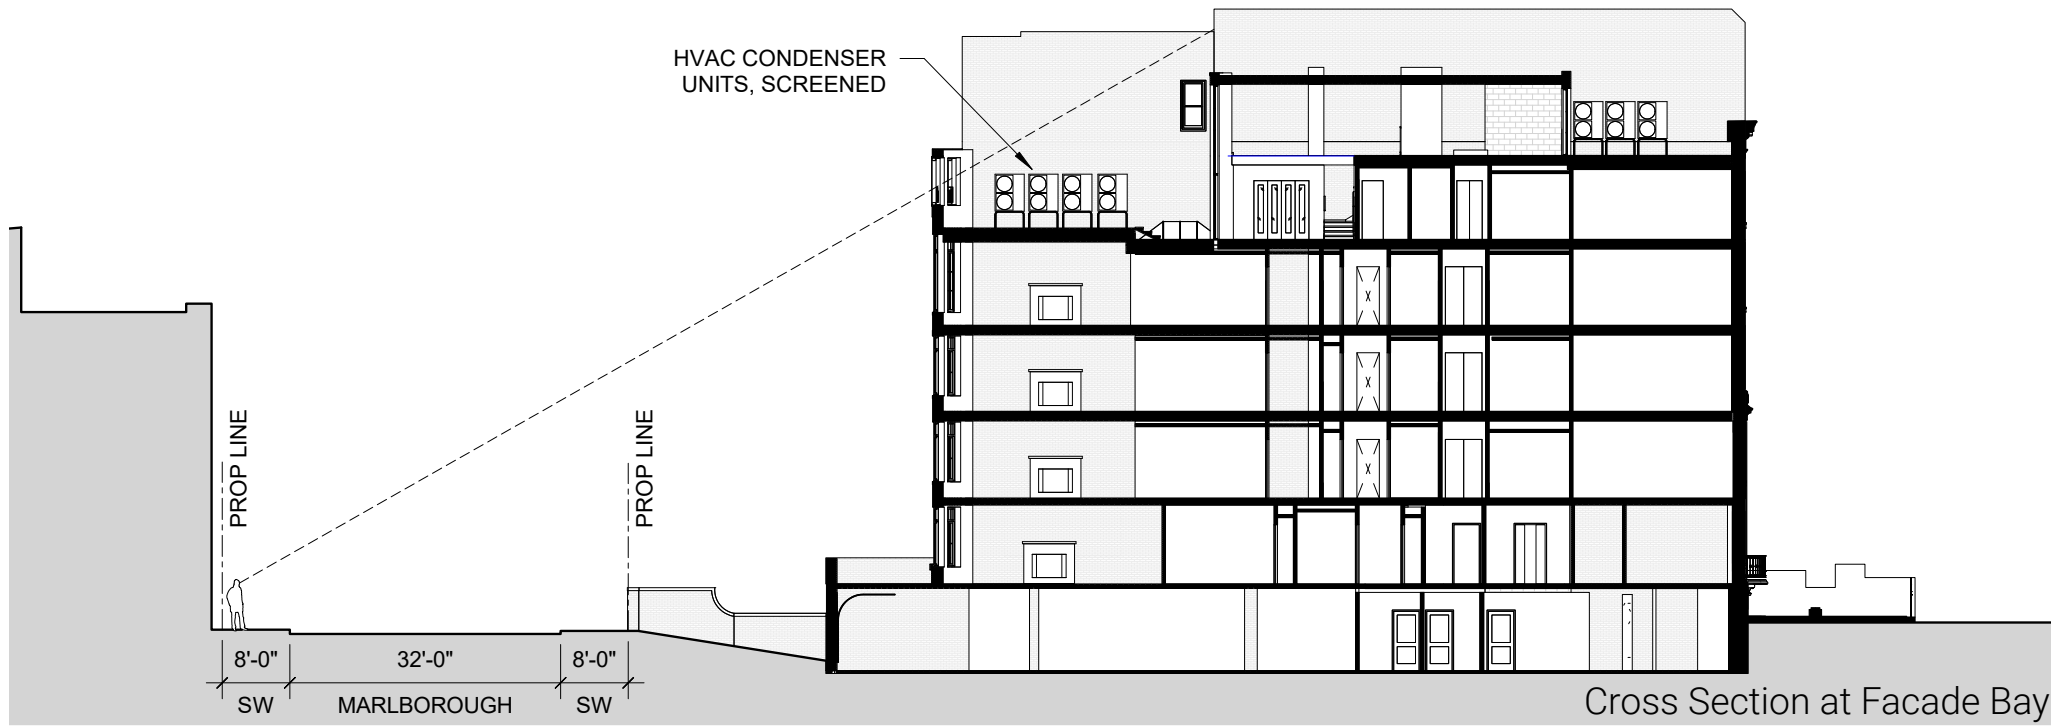 HVAC CONDENSER
UNITS, SCREENED
PROP LINE
PROP LINE
8'-0"
32'-0"
8'-0"
SW
MARLBOROUGH
SW
Cross Section at Facade Bay